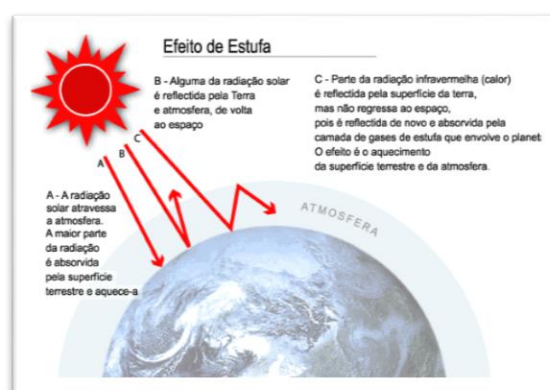 Efeito de Estufa
B - Alguma da radiação solar
é reflectida pela Terra
e atmosfera, de volta
ao espaço
C - Parte da radiação infravermelha (calor)
é reflectida pela superfície da terra,
mas não regressa ao espaço,
pois é reflectida de novo e absorvida pela
camada de gases de estufa que envolve o planet
O efeito é o aquecimento
da superfície terrestre e da atmosfera.
A
B
C
A - A radiação
solar atravessa
a atmosfera.
A maior parte
da radiação
é absorvida
pela superfície
terrestre e aquece-a
ATMOSFERA